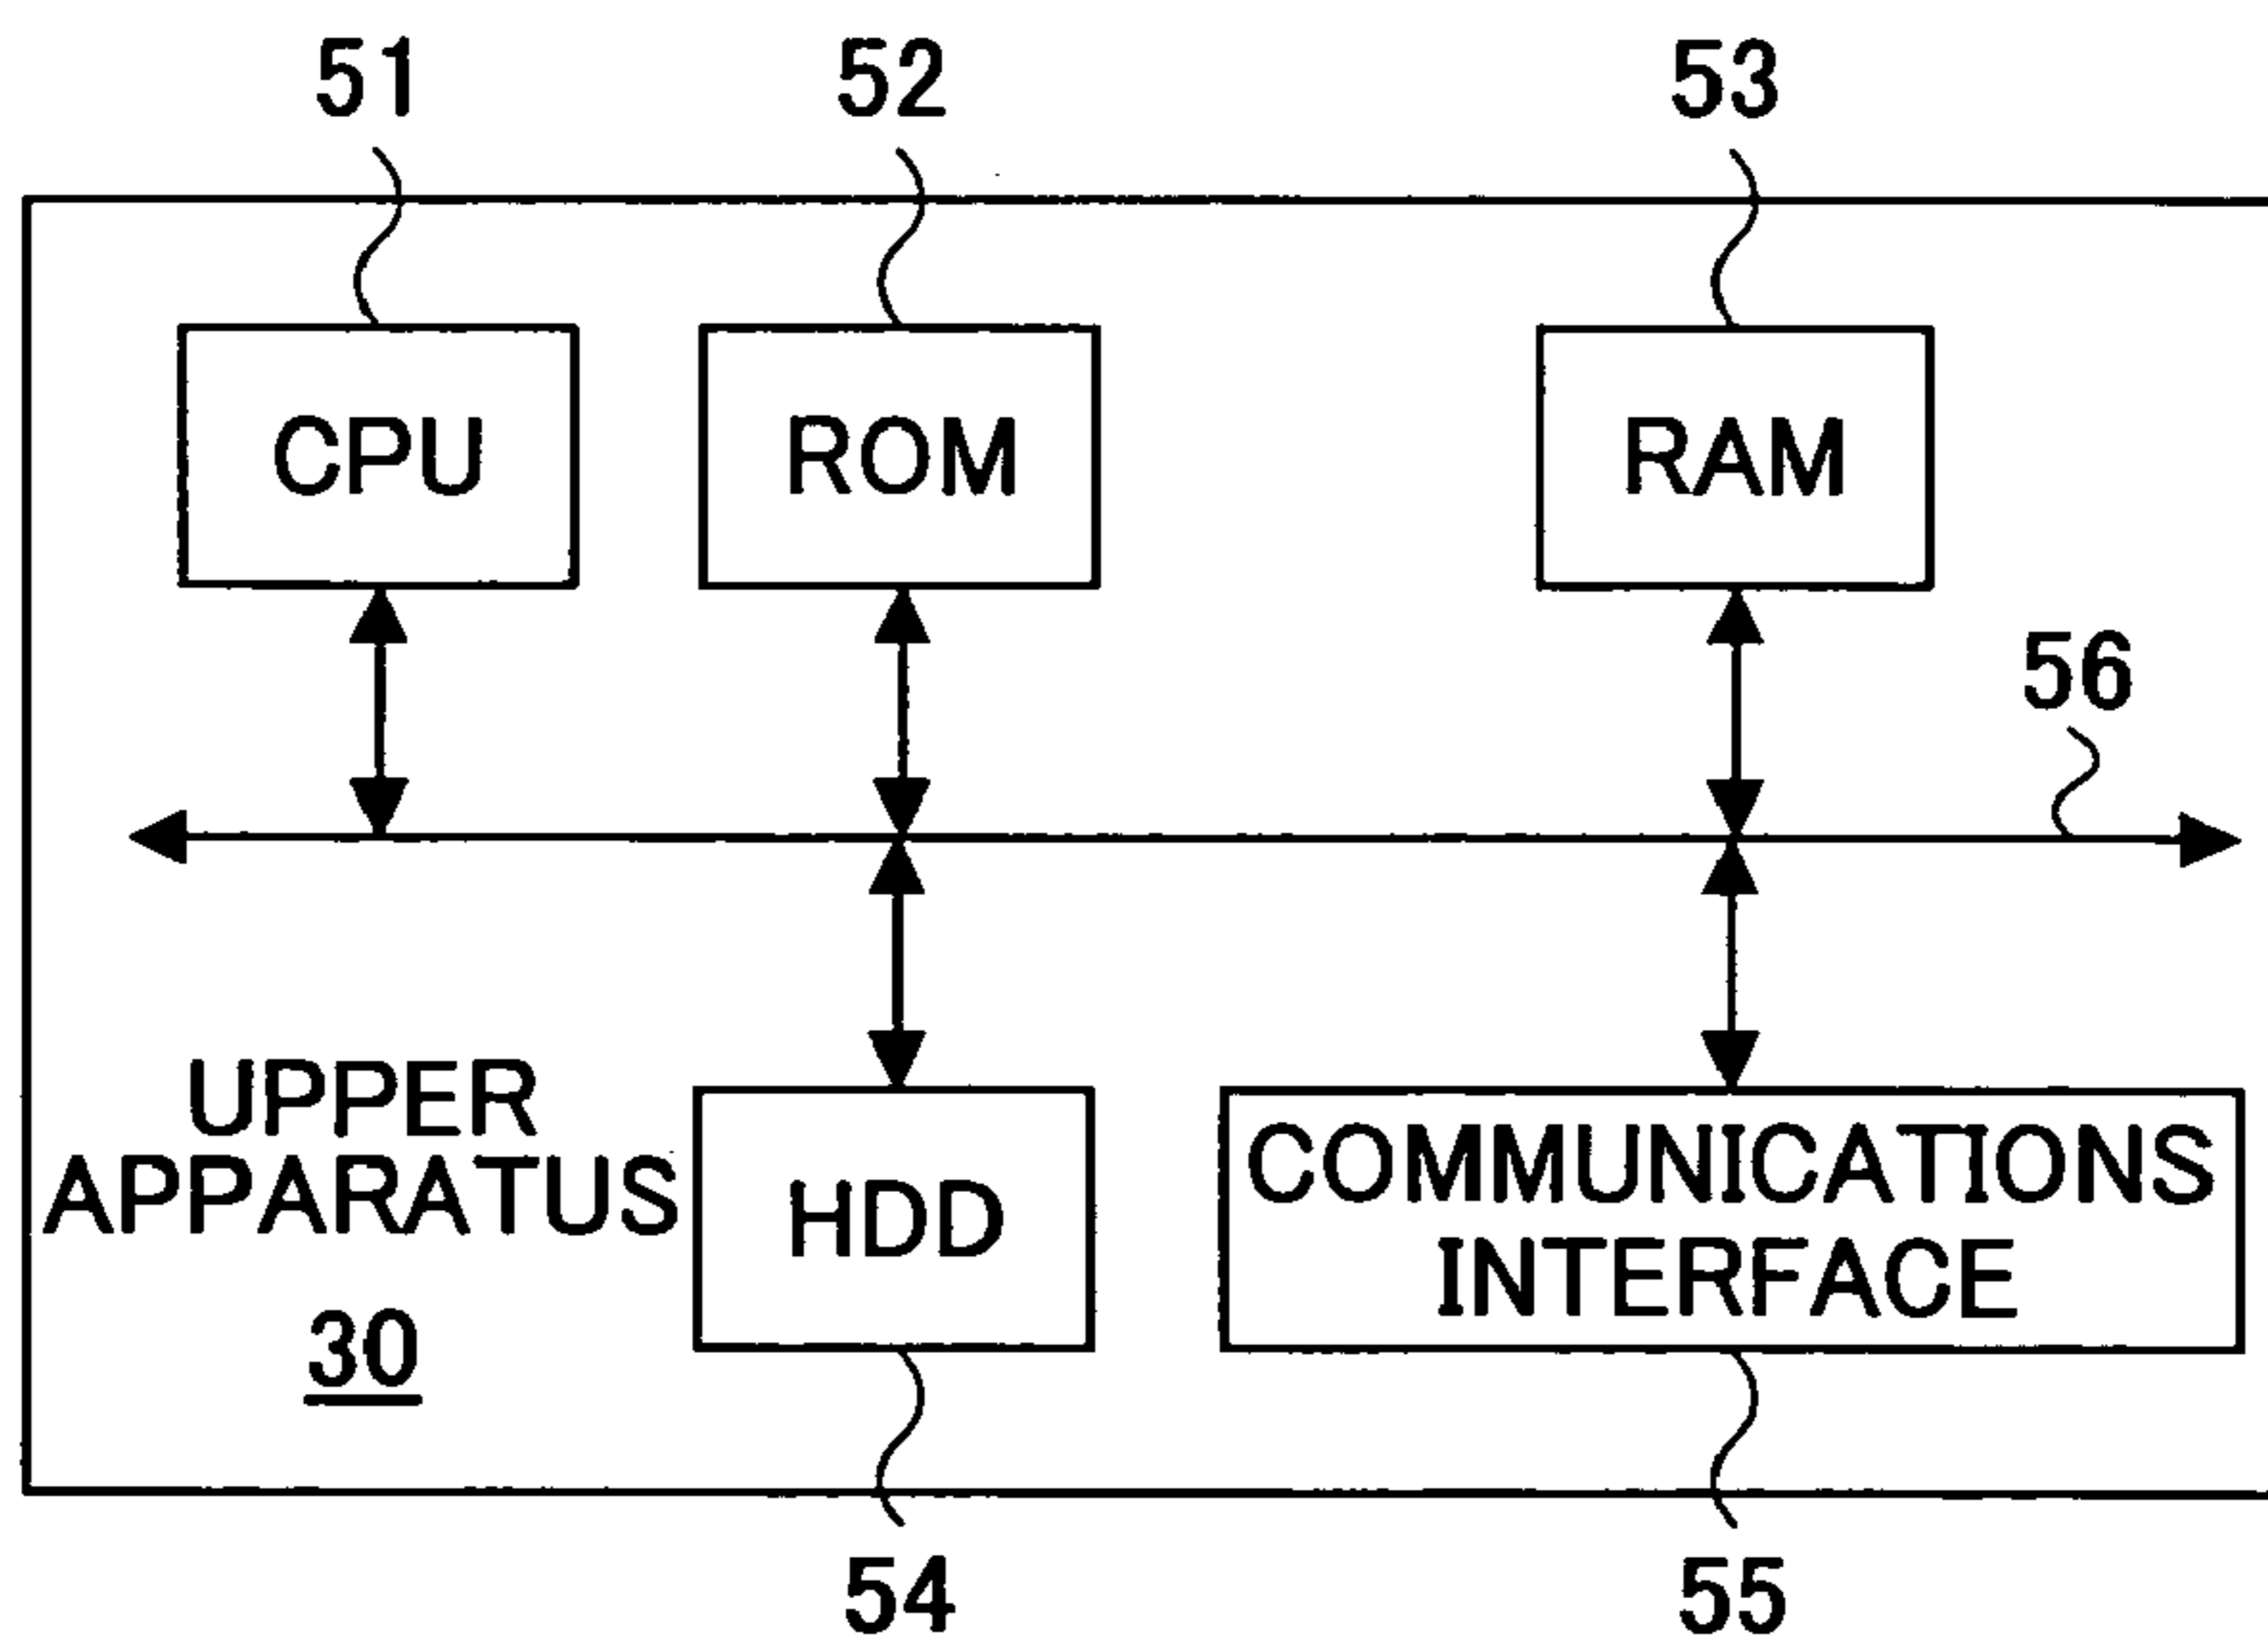 51
52
53
CPU
ROM
RAM
56
UPPER
APPARATUS
30
HDD
COMMUNICATIONS
INTERFACE
54
55